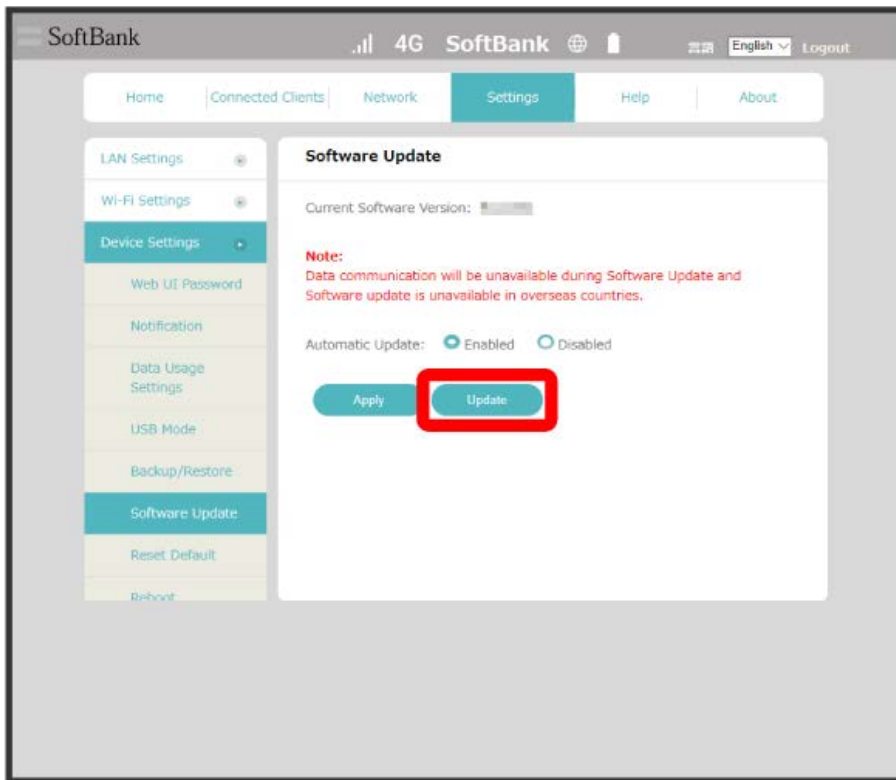 SoftBank
4G SoftBank
言語 English Logout
Home Connected Clients Network Settings Help About
LAN Settings
Wi-Fi Settings
Device Settings
Web UI Password
Notification
Data Usage
Settings
USB Mode
Backup/Restore
Software Update
Reset Default
Reboot
Software Update
Current Software Version:
Note:
Data communication will be unavailable during Software Update and
Software update is unavailable in overseas countries.
Automatic Update: Enabled Disabled
Apply Update